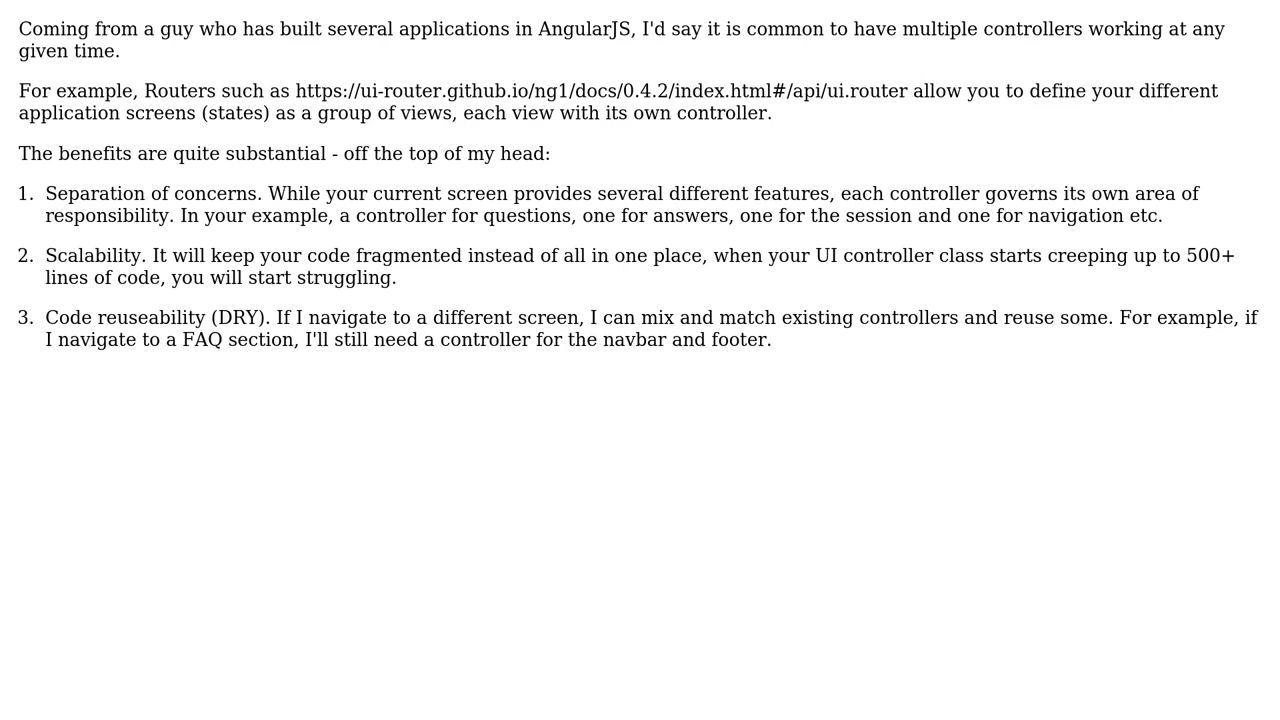 Coming from a guy who has built several applications in AngularJS, I'd say it is common to have multiple controllers working at any
given time.
For example, Routers such as https://ui-router.github.io/ng1/docs/0.4.2/index.html#/api/ui.router allow you to define your different
application screens (states) as a group of views, each view with its own controller.
The benefits are quite substantial - off the top of my head:
1. Separation of concerns. While your current screen provides several different features, each controller governs its own area of
responsibility. In your example, a controller for questions, one for answers, one for the session and one for navigation etc.
2. Scalability. It will keep your code fragmented instead of all in one place, when your UI controller class starts creeping up to 500+
lines of code, you will start struggling.
3. Code reuseability (DRY). If I navigate to a different screen, I can mix and match existing controllers and reuse some. For example, if
I navigate to a FAQ section, I'll still need a controller for the navbar and footer.